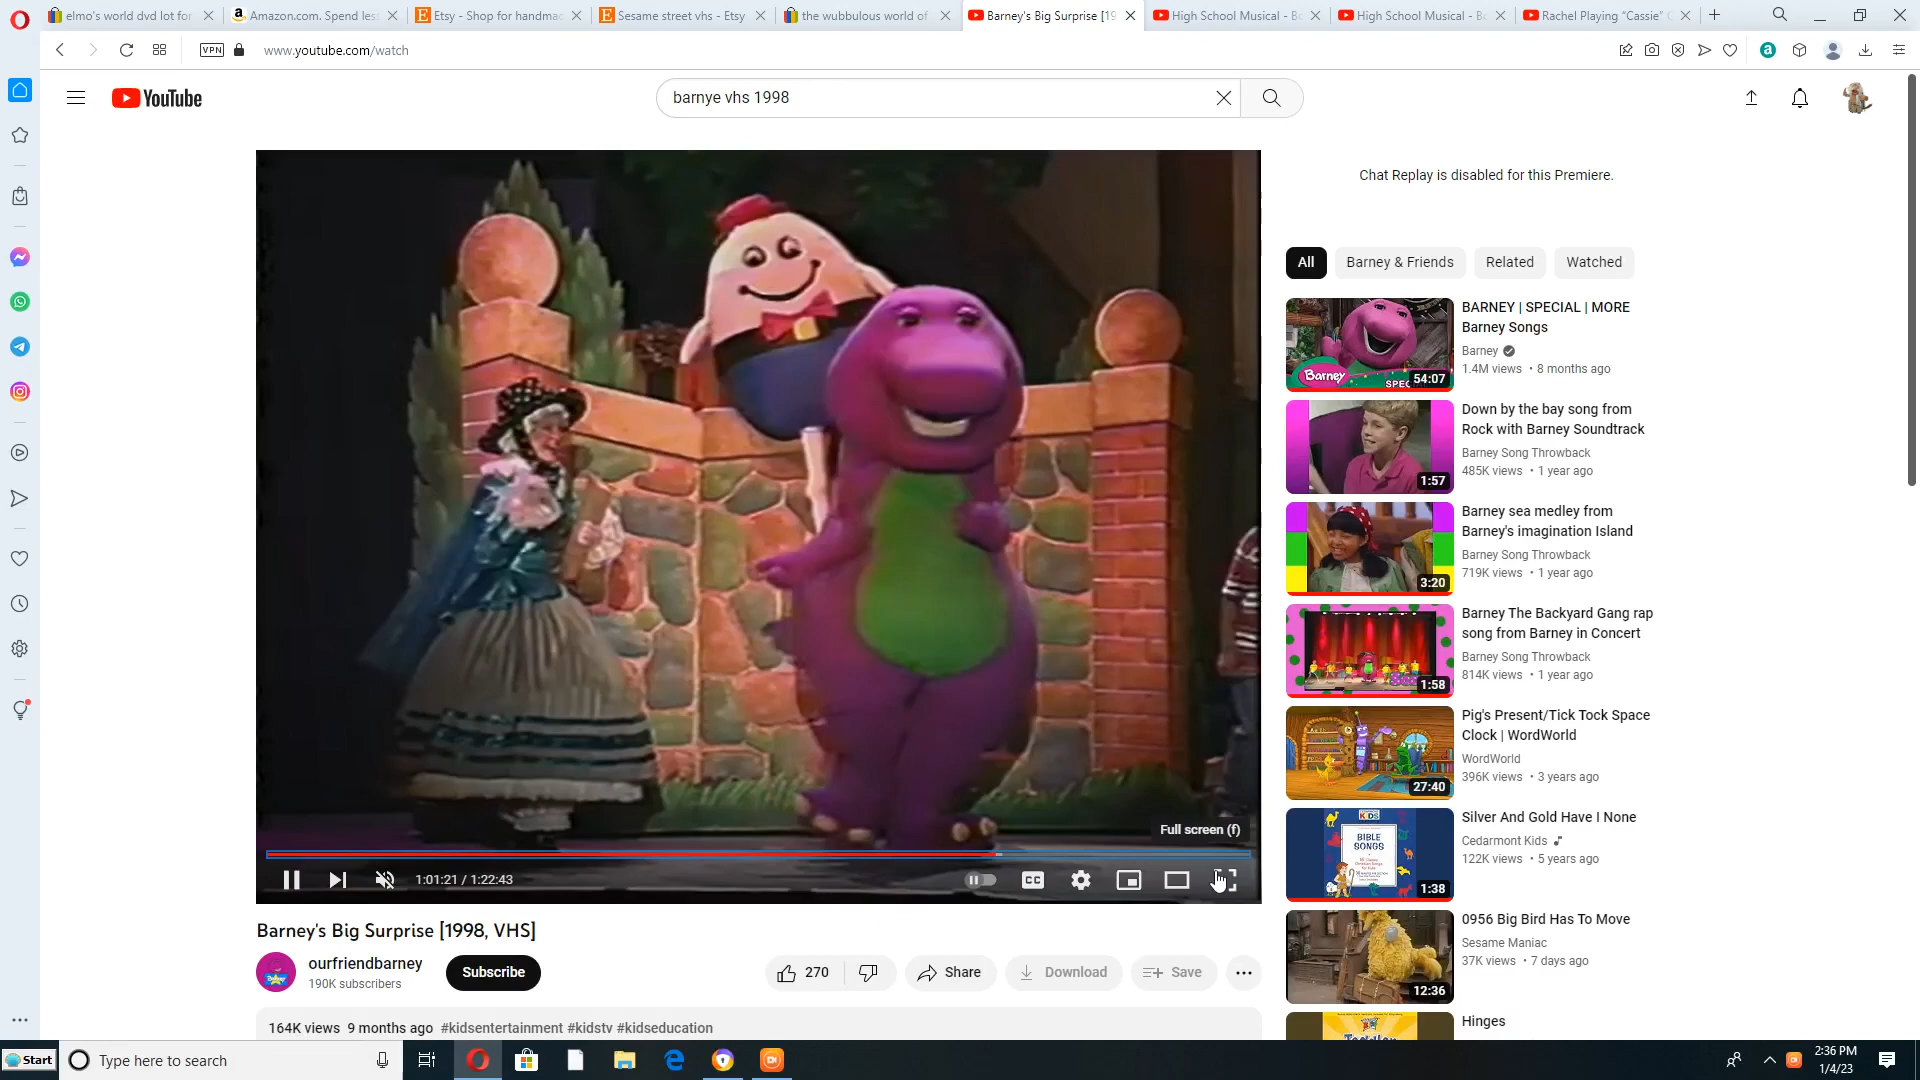 elmo's world dvd lot for
Amazon.com. Spend les
Etsy - Shop for handmac
Sesame street vhs - Etsy
the wubbulous world of
Barney's Big Surprise [19
High School Musical - Bo
High School Musical - Bo
Rachel Playing "Cassie"
VPN
www.youtube.com/watch
YouTube
barnye vhs 1998
Chat Replay is disabled for this Premiere.
All
Barney & Friends
Related
Watched
BARNEY | SPECIAL | MORE
Barney Songs
Barney
1.4M views • 8 months ago
Barney
SPEC
54:07
Down by the bay song from
Rock with Barney Soundtrack
Barney Song Throwback
485K views • 1 year ago
1:57
Barney sea medley from
Barney's imagination Island
Barney Song Throwback
719K views • 1 year ago
3:20
Barney The Backyard Gang rap
song from Barney in Concert
Barney Song Throwback
814K views • 1 year ago
1:58
Pig's Present/Tick Tock Space
Clock | WordWorld
WordWorld
396K views • 3 years ago
27:40
Silver And Gold Have I None
Cedarmont Kids
122K views • 5 years ago
KIDS
BIBLE
SONGS
1:38
0956 Big Bird Has To Move
Sesame Maniac
37K views • 7 days ago
12:36
Hinges
Toddler
Full screen (f)
1:01:21 / 1:22:43
CC
Barney's Big Surprise [1998, VHS]
ourfriendbarney
190K subscribers
Subscribe
270
Share
Download
Save
164K views 9 months ago #kidsentertainment #kidstv #kidseducation
Start
Type here to search
2:36 PM
1/4/23